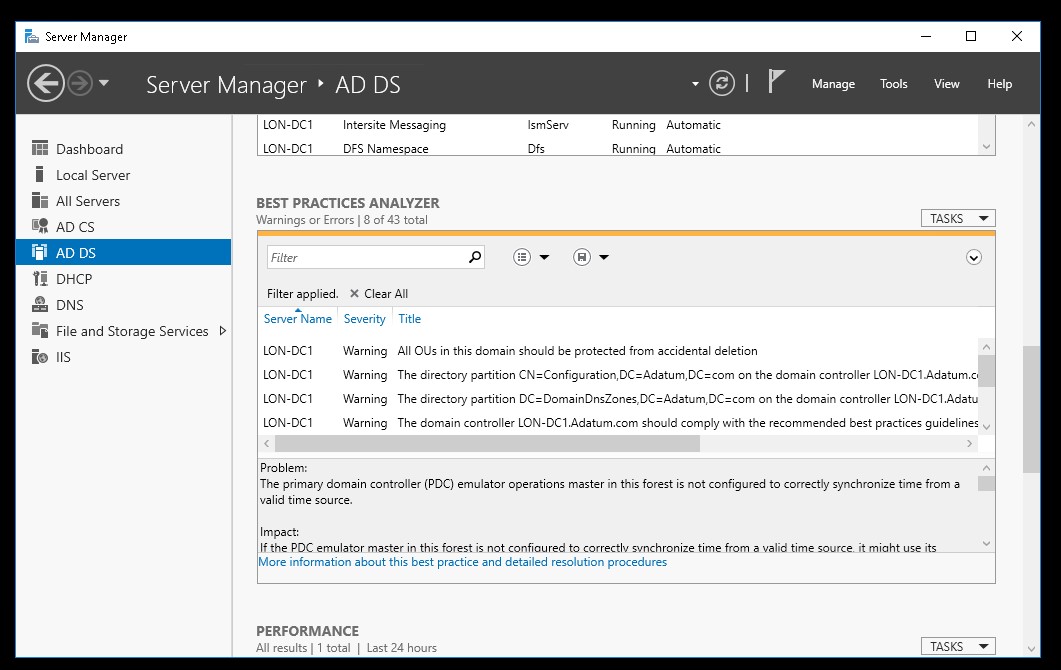 Server Manager
Server Manager ‣ AD DS
Manage Tools View Help
Dashboard
Local Server
All Servers
AD CS
AD DS
DHCP
DNS
File and Storage Services
IIS
LON-DC1 Intersite Messaging IsmServ Running Automatic
LON-DC1 DFS Namespace Dfs Running Automatic
BEST PRACTICES ANALYZER
Warnings or Errors | 8 of 43 total
TASKS
Filter
Filter applied. Clear All
Server Name Severity Title
LON-DC1 Warning All OUs in this domain should be protected from accidental deletion
LON-DC1 Warning The directory partition CN=Configuration,DC=Adatum,DC=com on the domain controller LON-DC1.Adatum.c
LON-DC1 Warning The directory partition DC=DomainDnsZones,DC=Adatum,DC=com on the domain controller LON-DC1.Adatu
LON-DC1 Warning The domain controller LON-DC1.Adatum.com should comply with the recommended best practices guidelines
Problem:
The primary domain controller (PDC) emulator operations master in this forest is not configured to correctly synchronize time from a
valid time source.
Impact:
If the PDC emulator master in this forest is not configured to correctly synchronize time from a valid time source, it might use its
More information about this best practice and detailed resolution procedures
PERFORMANCE
All results | 1 total | Last 24 hours
TASKS